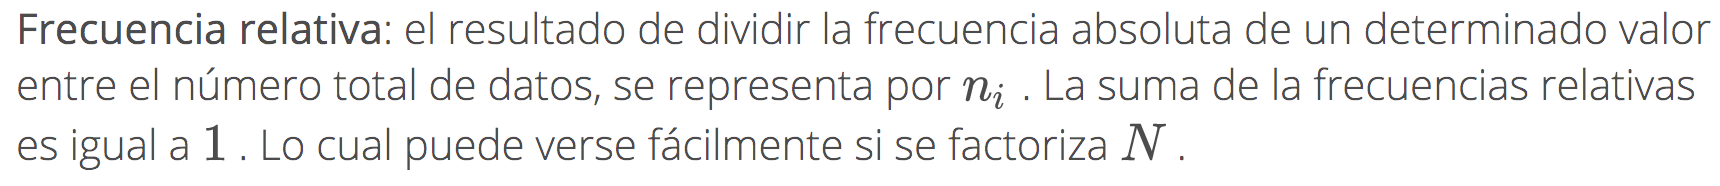 Frecuencia relativa: el resultado de dividir la frecuencia absoluta de un determinado valor
entre el número total de datos, se representa por nᵢ . La suma de la frecuencias relativas
es igual a 1 . Lo cual puede verse fácilmente si se factoriza N .